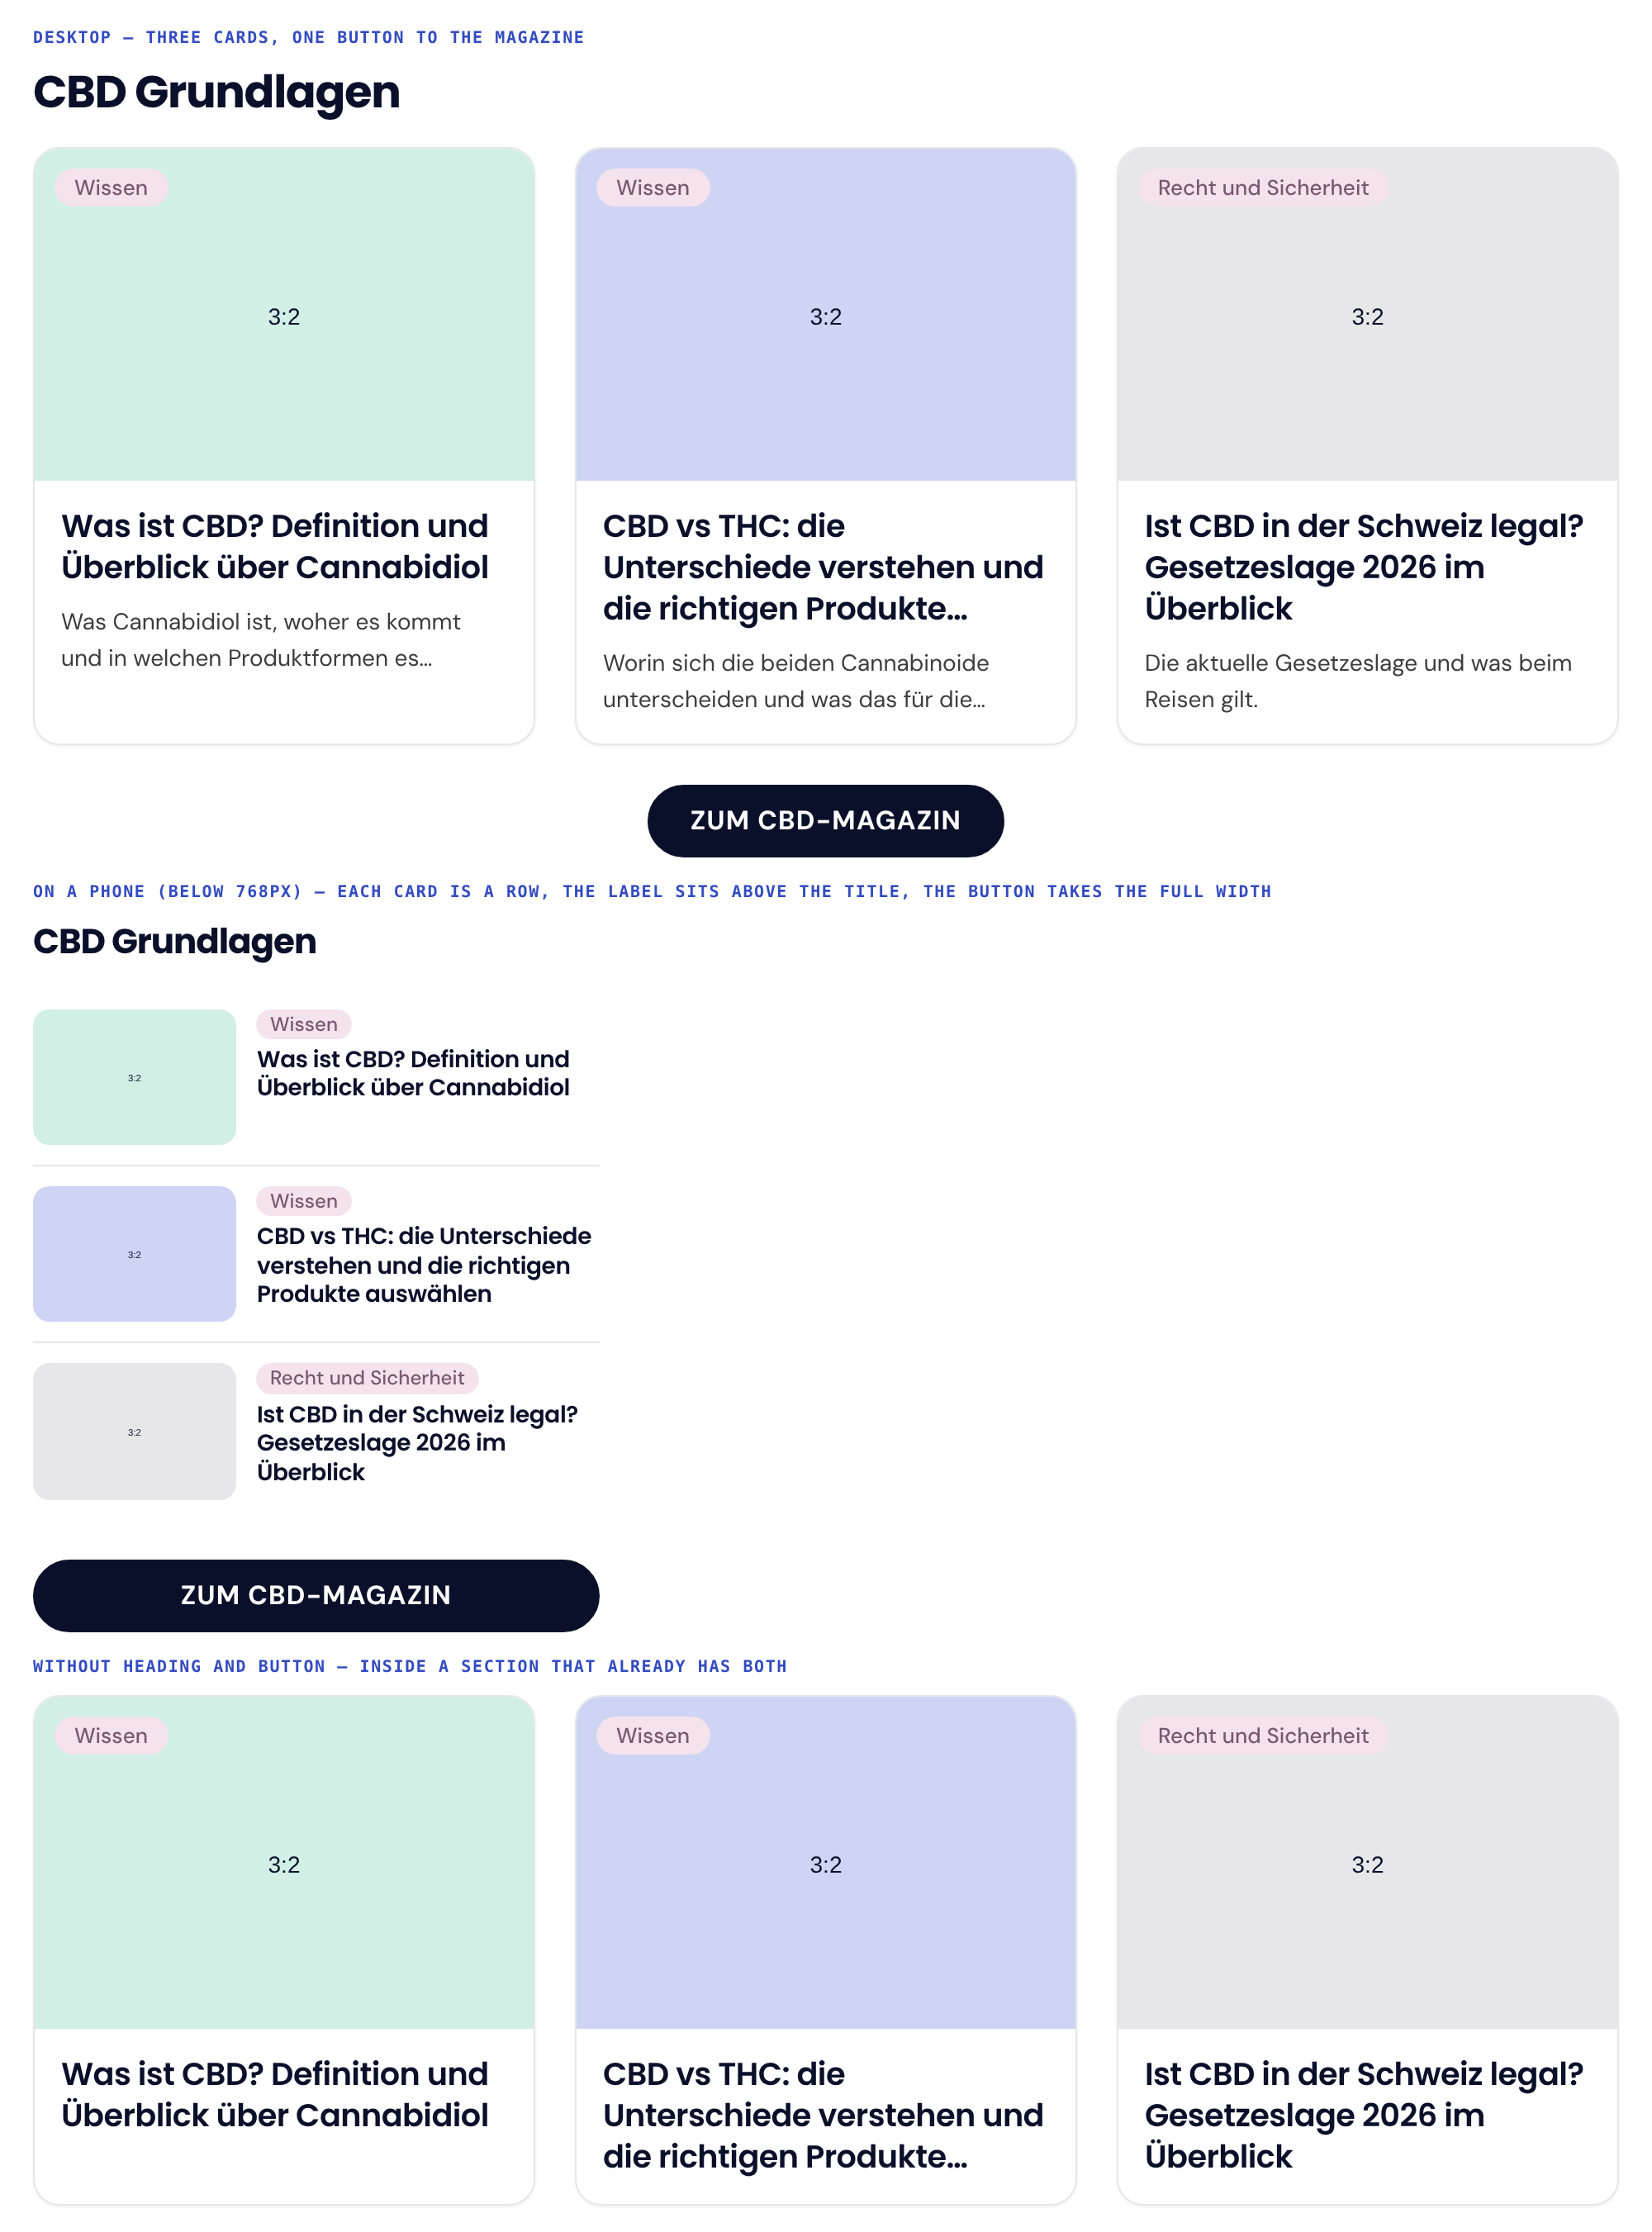 DESKTOP — THREE CARDS, ONE BUTTON TO THE MAGAZINE
CBD Grundlagen
Wissen
3:2
Was ist CBD? Definition und
Überblick über Cannabidiol
Was Cannabidiol ist, woher es kommt
und in welchen Produktformen es…
Wissen
3:2
CBD vs THC: die
Unterschiede verstehen und
die richtigen Produkte…
Worin sich die beiden Cannabinoide
unterscheiden und was das für die…
Recht und Sicherheit
3:2
Ist CBD in der Schweiz legal?
Gesetzeslage 2026 im
Überblick
Die aktuelle Gesetzeslage und was beim
Reisen gilt.
ZUM CBD-MAGAZIN
ON A PHONE (BELOW 768PX) — EACH CARD IS A ROW, THE LABEL SITS ABOVE THE TITLE, THE BUTTON TAKES THE FULL WIDTH
CBD Grundlagen
3:2
Wissen
Was ist CBD? Definition und
Überblick über Cannabidiol
3:2
Wissen
CBD vs THC: die Unterschiede
verstehen und die richtigen
Produkte auswählen
3:2
Recht und Sicherheit
Ist CBD in der Schweiz legal?
Gesetzeslage 2026 im
Überblick
ZUM CBD-MAGAZIN
WITHOUT HEADING AND BUTTON — INSIDE A SECTION THAT ALREADY HAS BOTH
Wissen
3:2
Was ist CBD? Definition und
Überblick über Cannabidiol
Wissen
3:2
CBD vs THC: die
Unterschiede verstehen und
die richtigen Produkte…
Recht und Sicherheit
3:2
Ist CBD in der Schweiz legal?
Gesetzeslage 2026 im
Überblick